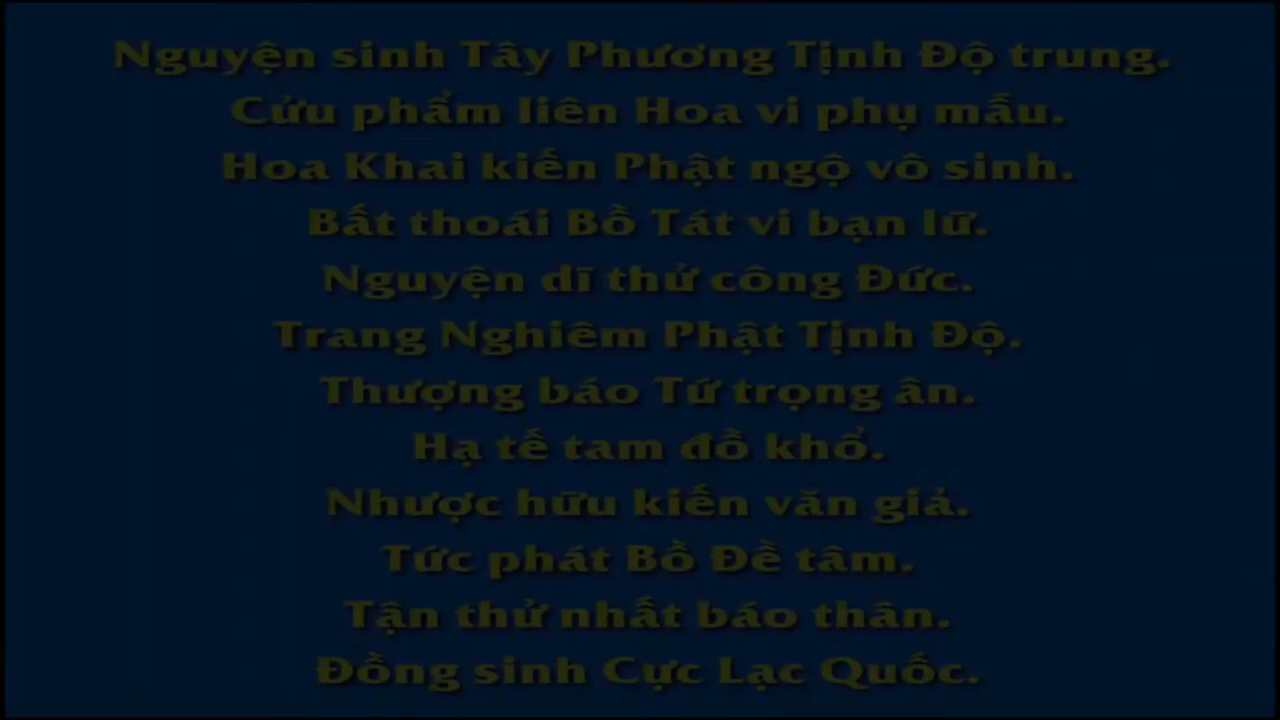 Nguyện sinh Tây Phương Tịnh Độ trung.
Cửu phẩm liên Hoa vi phụ mẫu.
Hoa Khai kiến Phật ngộ vô sinh.
Bất thoái Bồ Tát vi bạn lữ.
Nguyện dĩ thử công Đức.
Trang Nghiêm Phật Tịnh Độ.
Thượng báo Tứ trọng ân.
Hạ tế tam đồ khổ.
Nhược hữu kiến văn giả.
Tức phát Bồ Đề tâm.
Tận thử nhất báo thân.
Đồng sinh Cực Lạc Quốc.